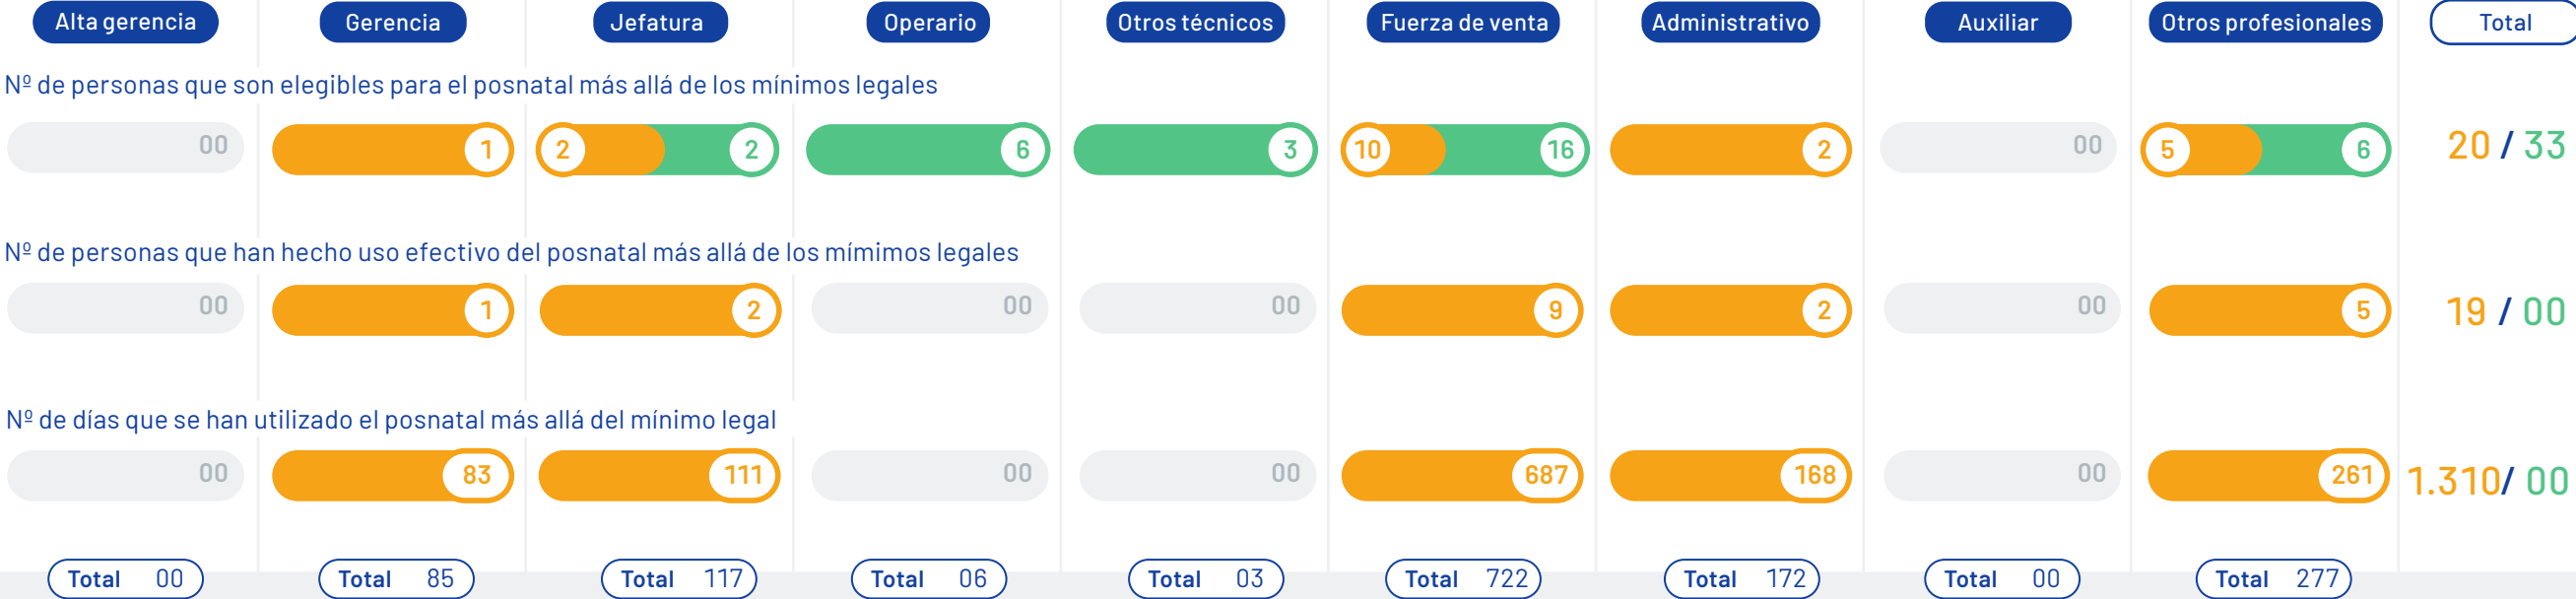 Alta gerencia Gerencia Jefatura Operario Otros técnicos Fuerza de venta Administrativo Auxiliar Otros profesionales Total
Nº de personas que son elegibles para el posnatal más allá de los mínimos legales
00 1 2 2 6 3 10 16 2 00 5 6 20 / 33
Nº de personas que han hecho uso efectivo del posnatal más allá de los mímimos legales
00 1 2 00 00 9 2 00 5 19 / 00
Nº de días que se han utilizado el posnatal más allá del mínimo legal
00 83 111 00 00 687 168 00 261 1.310/ 00
Total 00 Total 85 Total 117 Total 06 Total 03 Total 722 Total 172 Total 00 Total 277